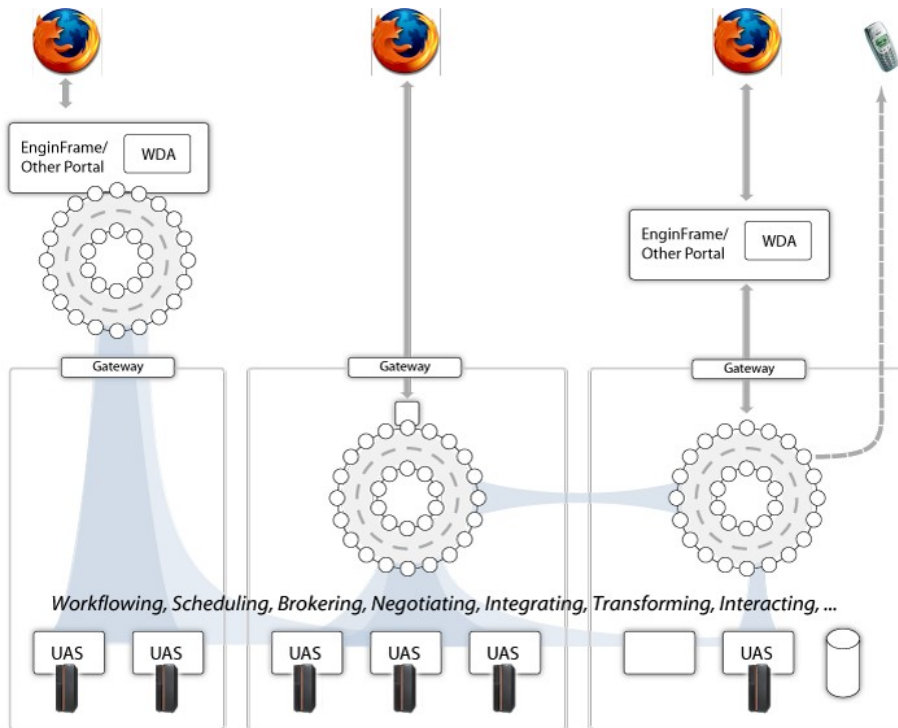 EnginFrame/
Other Portal
WDA
EnginFrame/
Other Portal
WDA
Gateway
Gateway
Gateway
Workflowing, Scheduling, Brokering, Negotiating, Integrating, Transforming, Interacting, ...
UAS
UAS
UAS
UAS
UAS
UAS